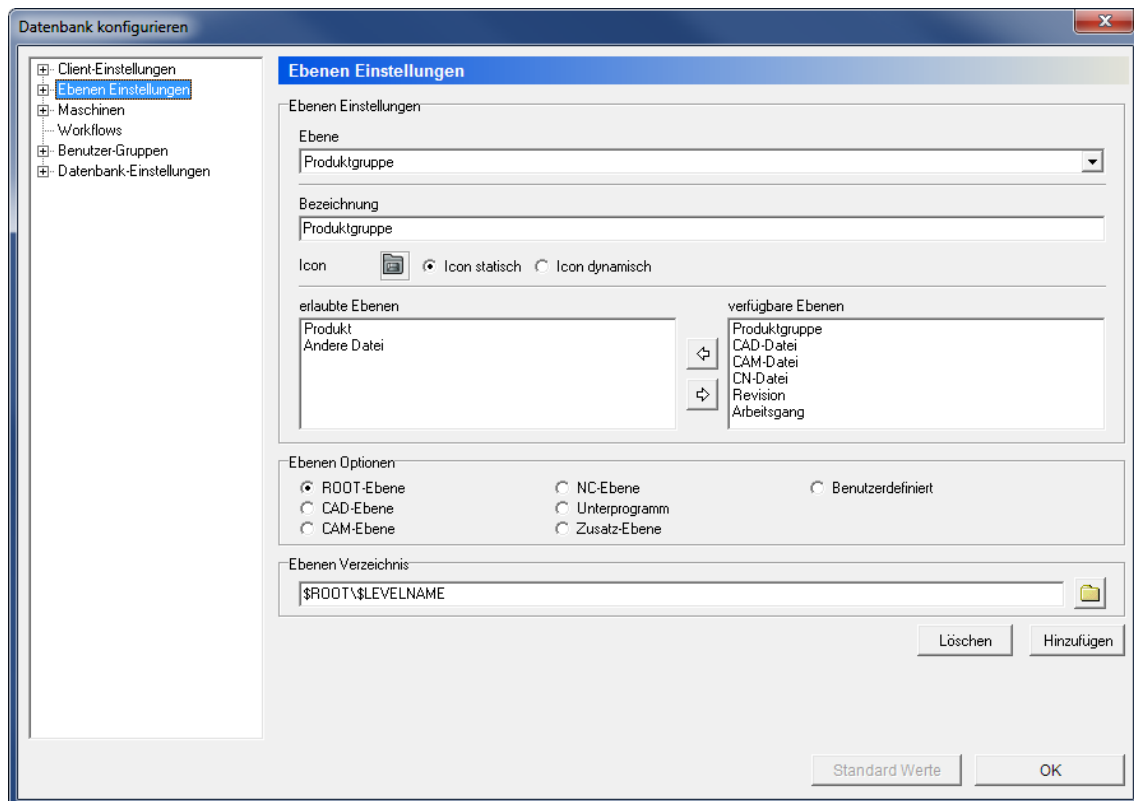 Datenbank konfigurieren
Client-Einstellungen
Ebenen Einstellungen
Maschinen
Workflows
Benutzer-Gruppen
Datenbank-Einstellungen
Ebenen Einstellungen
Ebenen Einstellungen
Ebene
Produktgruppe
Bezeichnung
Produktgruppe
Icon Icon statisch Icon dynamisch
erlaubte Ebenen
Produkt
Andere Datei
verfügbare Ebenen
Produktgruppe
CAD-Datei
CAM-Datei
CN-Datei
Revision
Arbeitsgang
Ebenen Optionen
ROOT-Ebene NC-Ebene Benutzerdefiniert
CAD-Ebene Unterprogramm
CAM-Ebene Zusatz-Ebene
Ebenen Verzeichnis
$ROOT\$LEVELNAME
Löschen Hinzufügen
Standard Werte OK